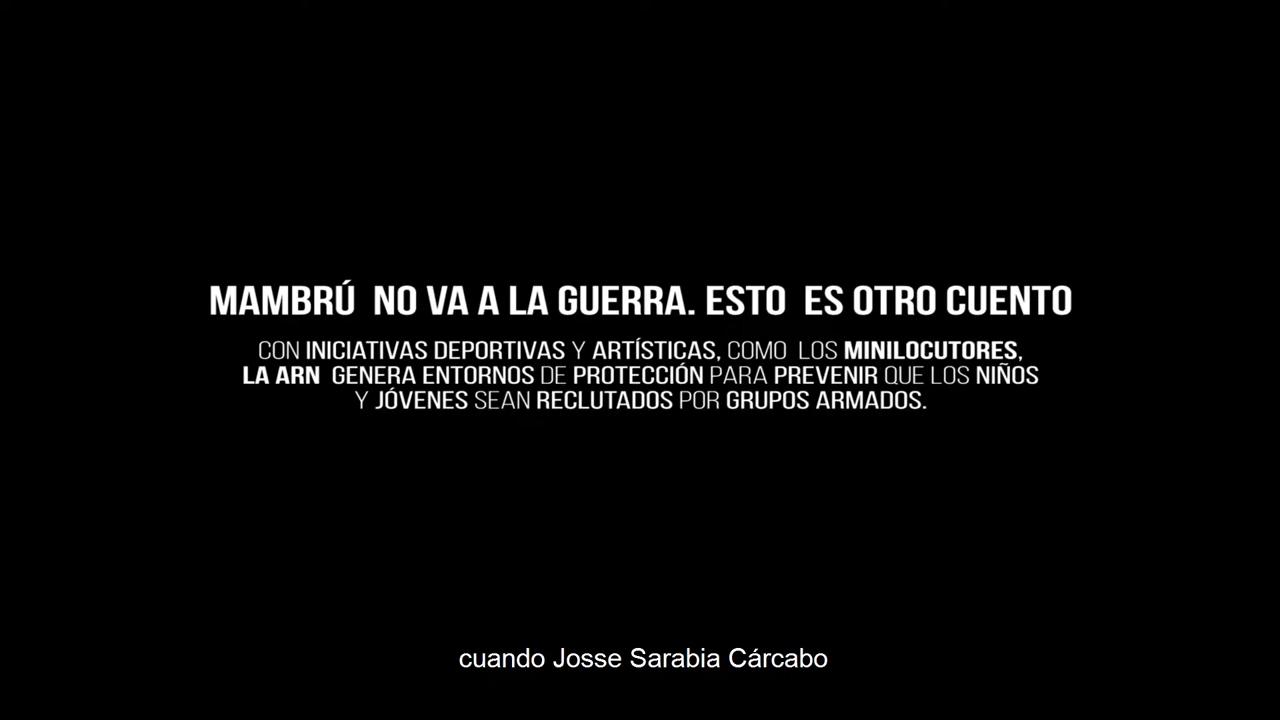 MAMBRÚ NO VA A LA GUERRA. ESTO ES OTRO CUENTO
CON INICIATIVAS DEPORTIVAS Y ARTÍSTICAS, COMO LOS MINILOCUTORES,
LA ARN GENERA ENTORNOS DE PROTECCIÓN PARA PREVENIR QUE LOS NIÑOS
Y JÓVENES SEAN RECLUTADOS POR GRUPOS ARMADOS.
cuando Josse Sarabia Cárcabo